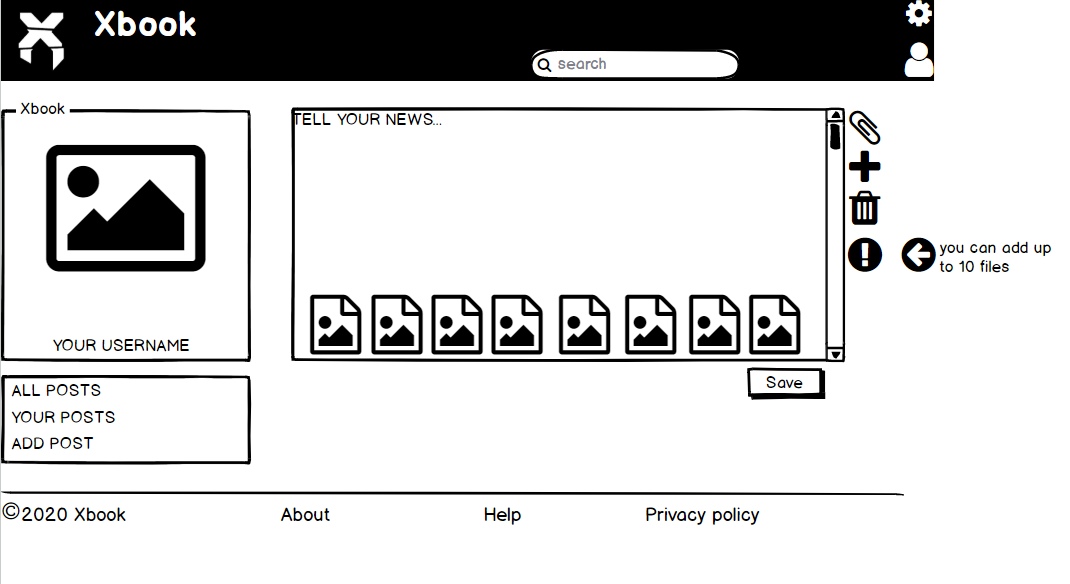 Xbook
search
Xbook
YOUR USERNAME
TELL YOUR NEWS...
you can add up
to 10 files
Save
ALL POSTS
YOUR POSTS
ADD POST
©2020 Xbook
About
Help
Privacy policy